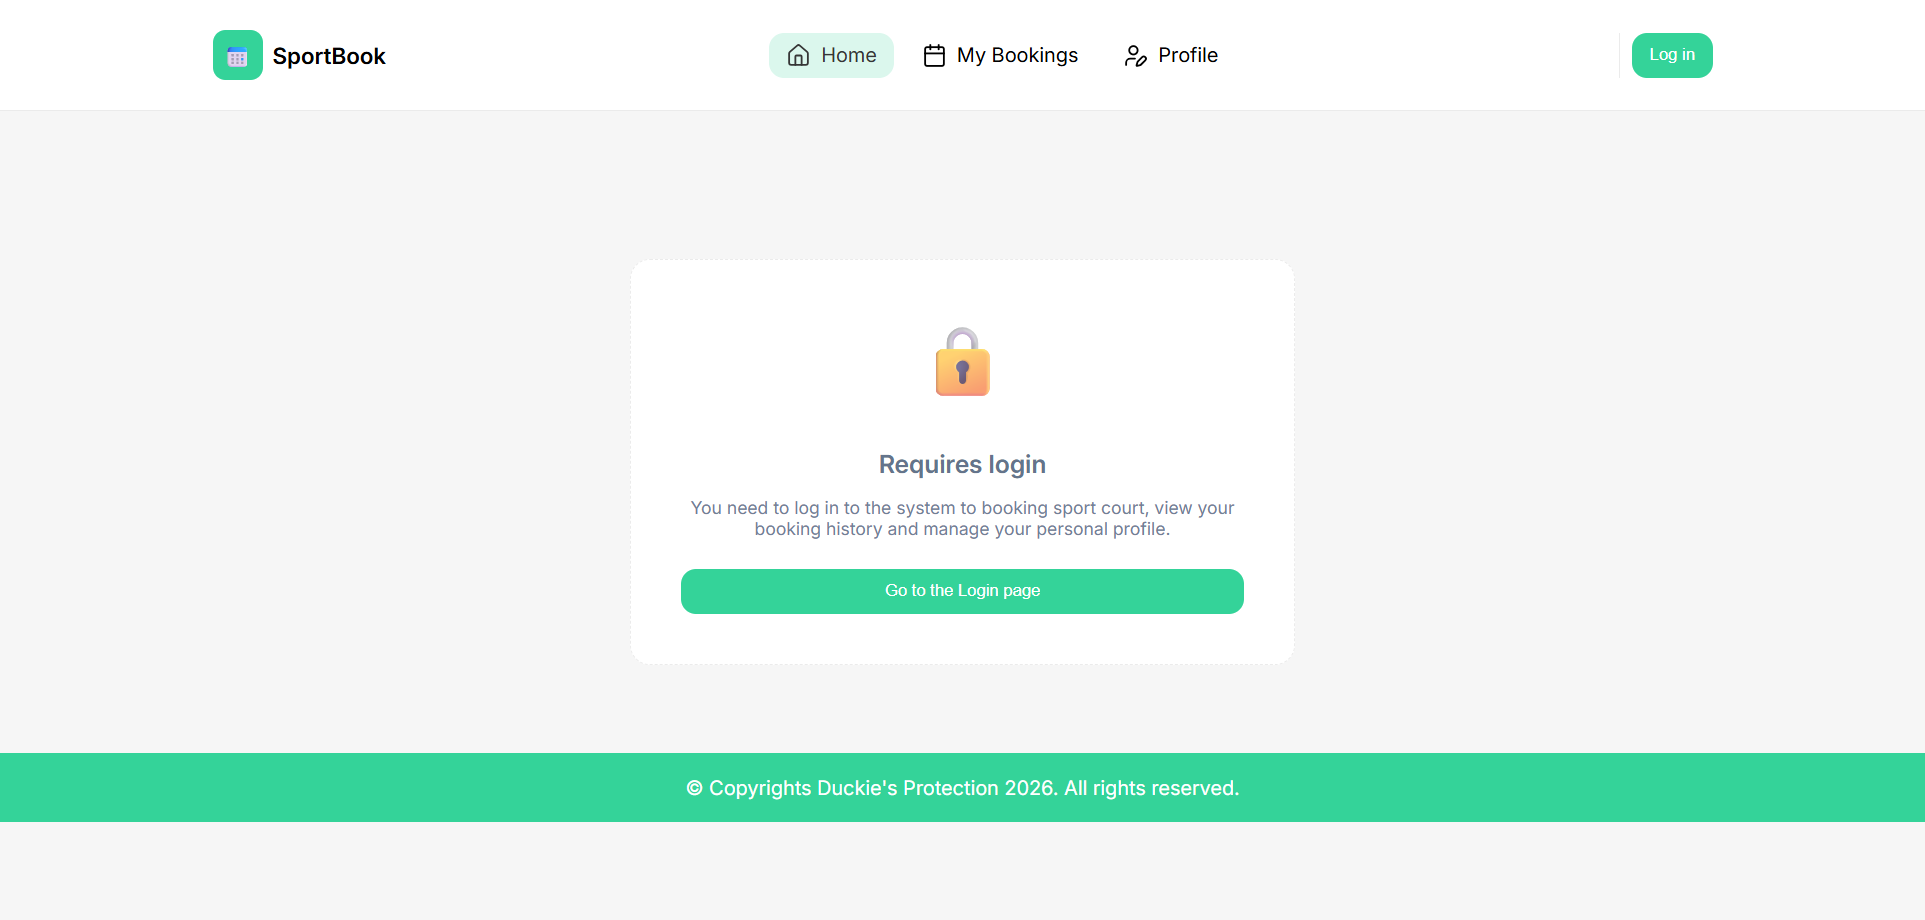 SportBook
Home
My Bookings
Profile
Log in
Requires login
You need to log in to the system to booking sport court, view your
booking history and manage your personal profile.
Go to the Login page
© Copyrights Duckie's Protection 2026. All rights reserved.